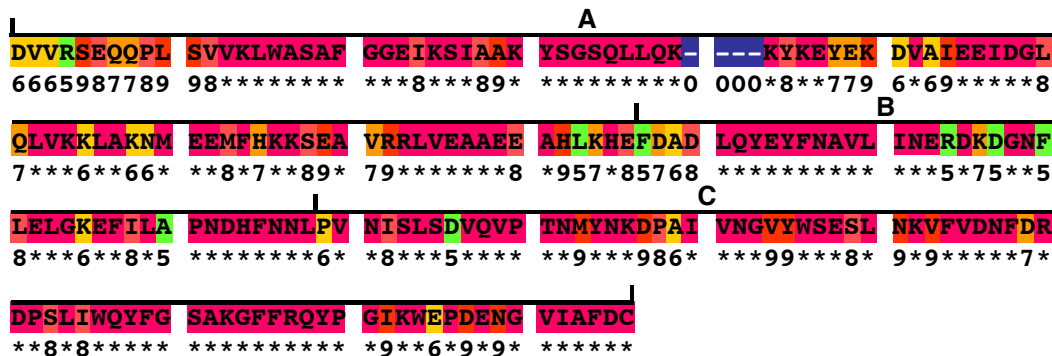 A
DVVRSEQQPL SVVKLWASAF GGEIKSIAAK YSGSQLLQK- ---KYKEYEK DVAIEEIDGL
6665987789 98******** ***8***89* *********0 000*8**779 6*69*****8
B
QLVKKLAKNM EEMFHKKSEA VRRLVEAAEE AHLKHEFDAD LQYEYFNAVL INERDKDGNF
7***6**66* **8*7**89* 79*******8 *957*85768 ********** ***5*75**5
C
LELGKEFILA PNDHFNNLPV NISLSDVQVP TNMYNKDPAI VNGVYWSESL NKVFVDNFDR
8***6**8*5 ********6* *8***5**** **9***986* ***99***8* 9*9*****7*
DPSLIWQYFG SAKGFFRQYP GIKWEPDENG VIAFDC
**8*8***** ********** *9**6*9*9* ******